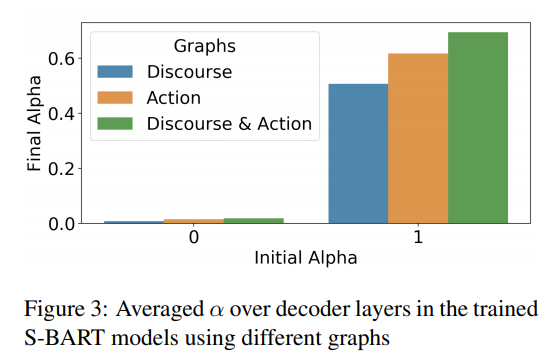 Graphs
Discourse
Action
Discourse & Action
Final Alpha
0.6
0.4
0.2
0.0
0 1
Initial Alpha
Figure 3: Averaged α over decoder layers in the trained
S-BART models using different graphs